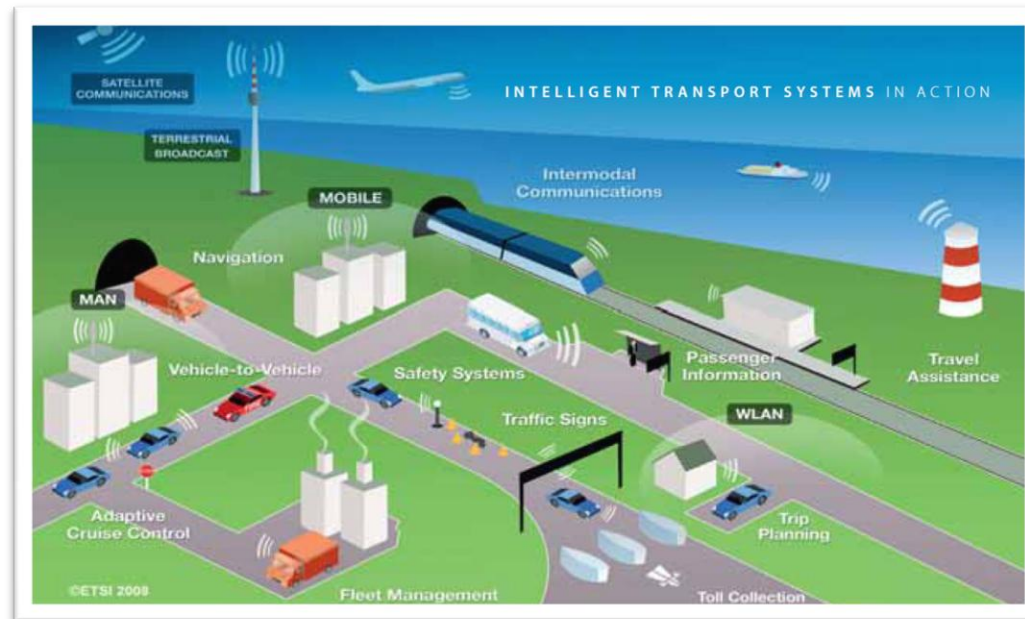 INTELLIGENT TRANSPORT SYSTEMS IN ACTION
SATELLITE
COMMUNICATIONS
TERRESTRIAL
BROADCAST
Intermodal
Communications
MOBILE
Navigation
MAN
Vehicle-to-Vehicle
Safety Systems
Passenger
Information
Travel
Assistance
Traffic Signs
WLAN
Adaptive
Cruise Control
Trip
Planning
©ETSI 2008
Fleet Management
Toll Collection